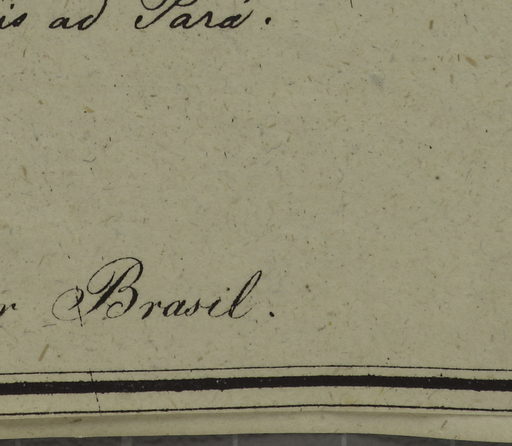 is ad Pará.
r Brasil.